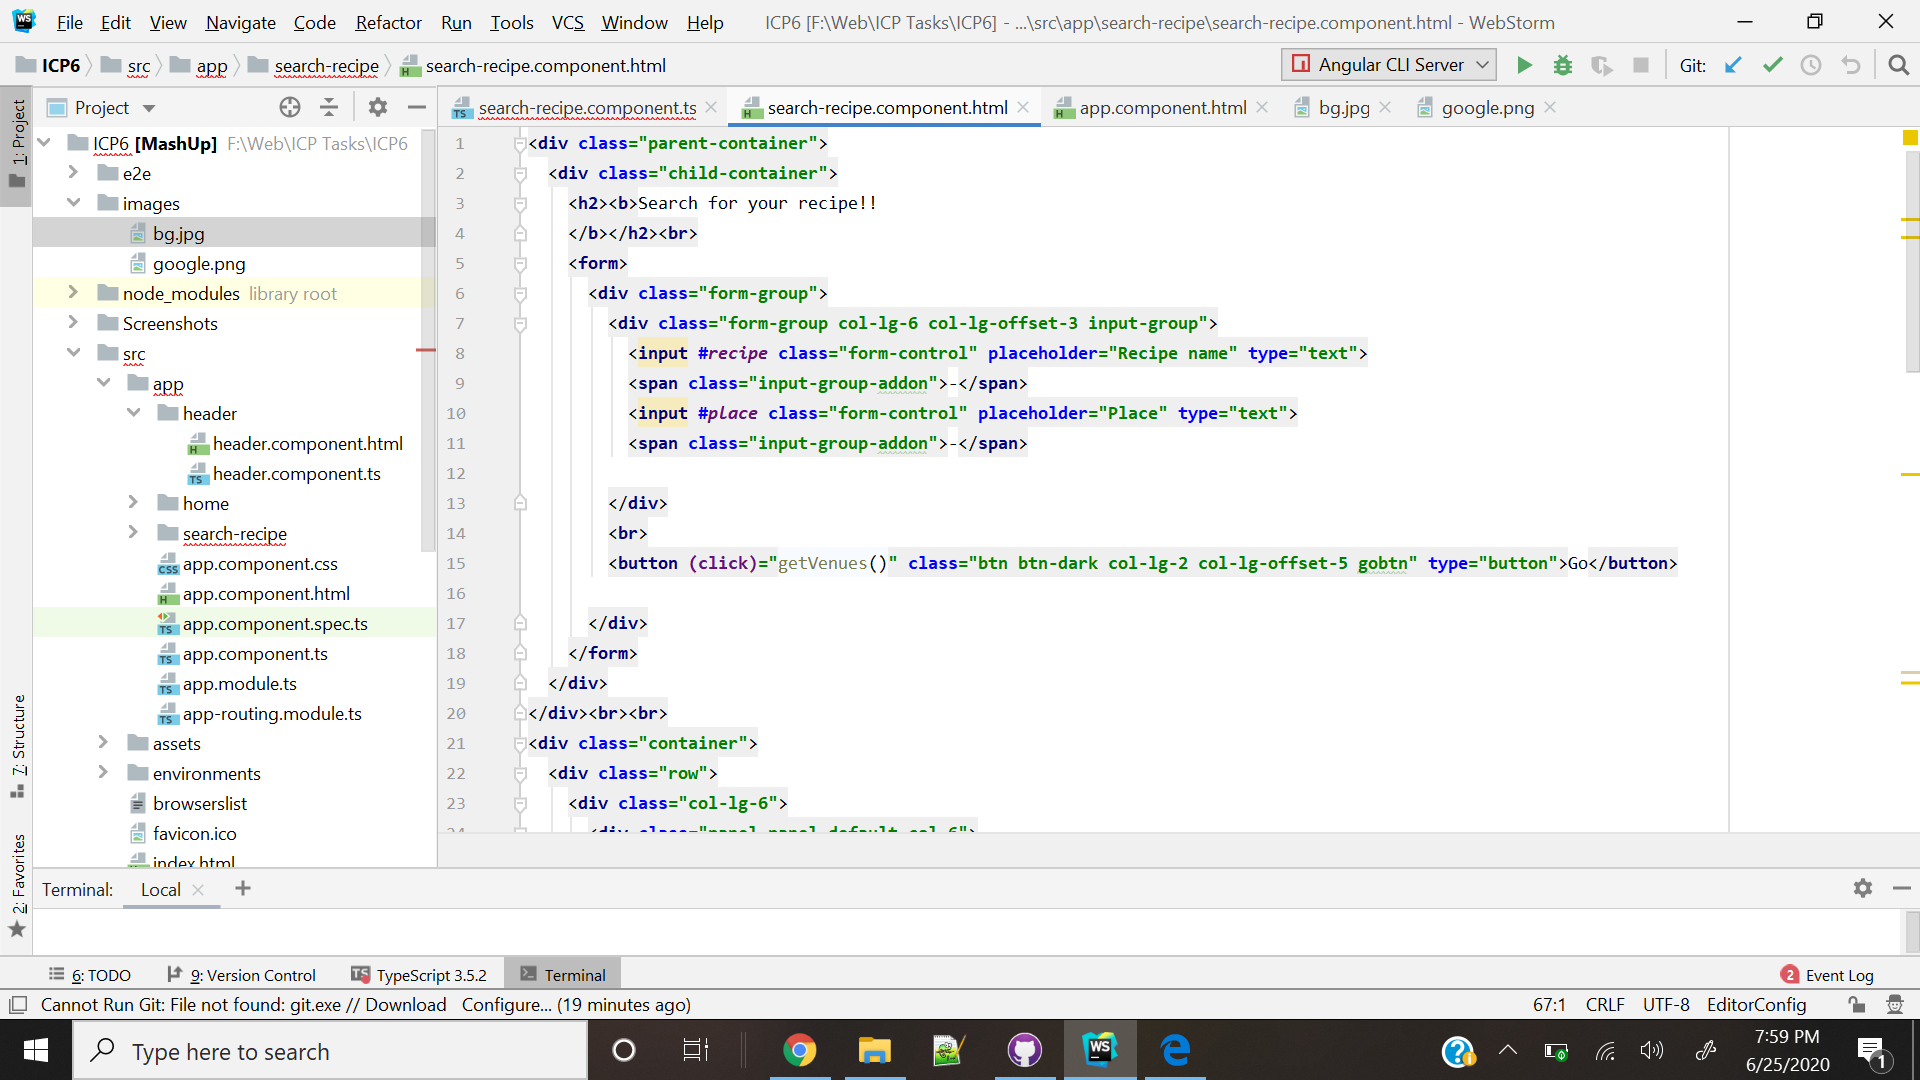 File Edit View Navigate Code Refactor Run Tools VCS Window Help ICP6 [F:\Web\ICP Tasks\ICP6] - ...\src\app\search-recipe\search-recipe.component.html - WebStorm
ICP6 src app search-recipe search-recipe.component.html Angular CLI Server Git:
Project
search-recipe.component.ts search-recipe.component.html app.component.html bg.jpg google.png
1: Project
7: Structure
2: Favorites
ICP6 [MashUp] F:\Web\ICP Tasks\ICP6
e2e
images
bg.jpg
google.png
node_modules library root
Screenshots
src
app
header
header.component.html
header.component.ts
home
search-recipe
app.component.css
app.component.html
app.component.spec.ts
app.component.ts
app.module.ts
app-routing.module.ts
assets
environments
browserslist
favicon.ico
index.html
1 <div class="parent-container">
2 <div class="child-container">
3 <h2><b>Search for your recipe!!
4 </b></h2><br>
5 <form>
6 <div class="form-group">
7 <div class="form-group col-lg-6 col-lg-offset-3 input-group">
8 <input #recipe class="form-control" placeholder="Recipe name" type="text">
9 <span class="input-group-addon">-</span>
10 <input #place class="form-control" placeholder="Place" type="text">
11 <span class="input-group-addon">-</span>
12
13 </div>
14 <br>
15 <button (click)="getVenues()" class="btn btn-dark col-lg-2 col-lg-offset-5 gobtn" type="button">Go</button>
16
17 </div>
18 </form>
19 </div>
20 </div><br><br>
21 <div class="container">
22 <div class="row">
23 <div class="col-lg-6">
24 <div class="panel panel-default col-6">
Terminal: Local
6: TODO 9: Version Control TypeScript 3.5.2 Terminal 2 Event Log
Cannot Run Git: File not found: git.exe // Download Configure... (19 minutes ago) 67:1 CRLF UTF-8 EditorConfig
Type here to search
7:59 PM
6/25/2020
1